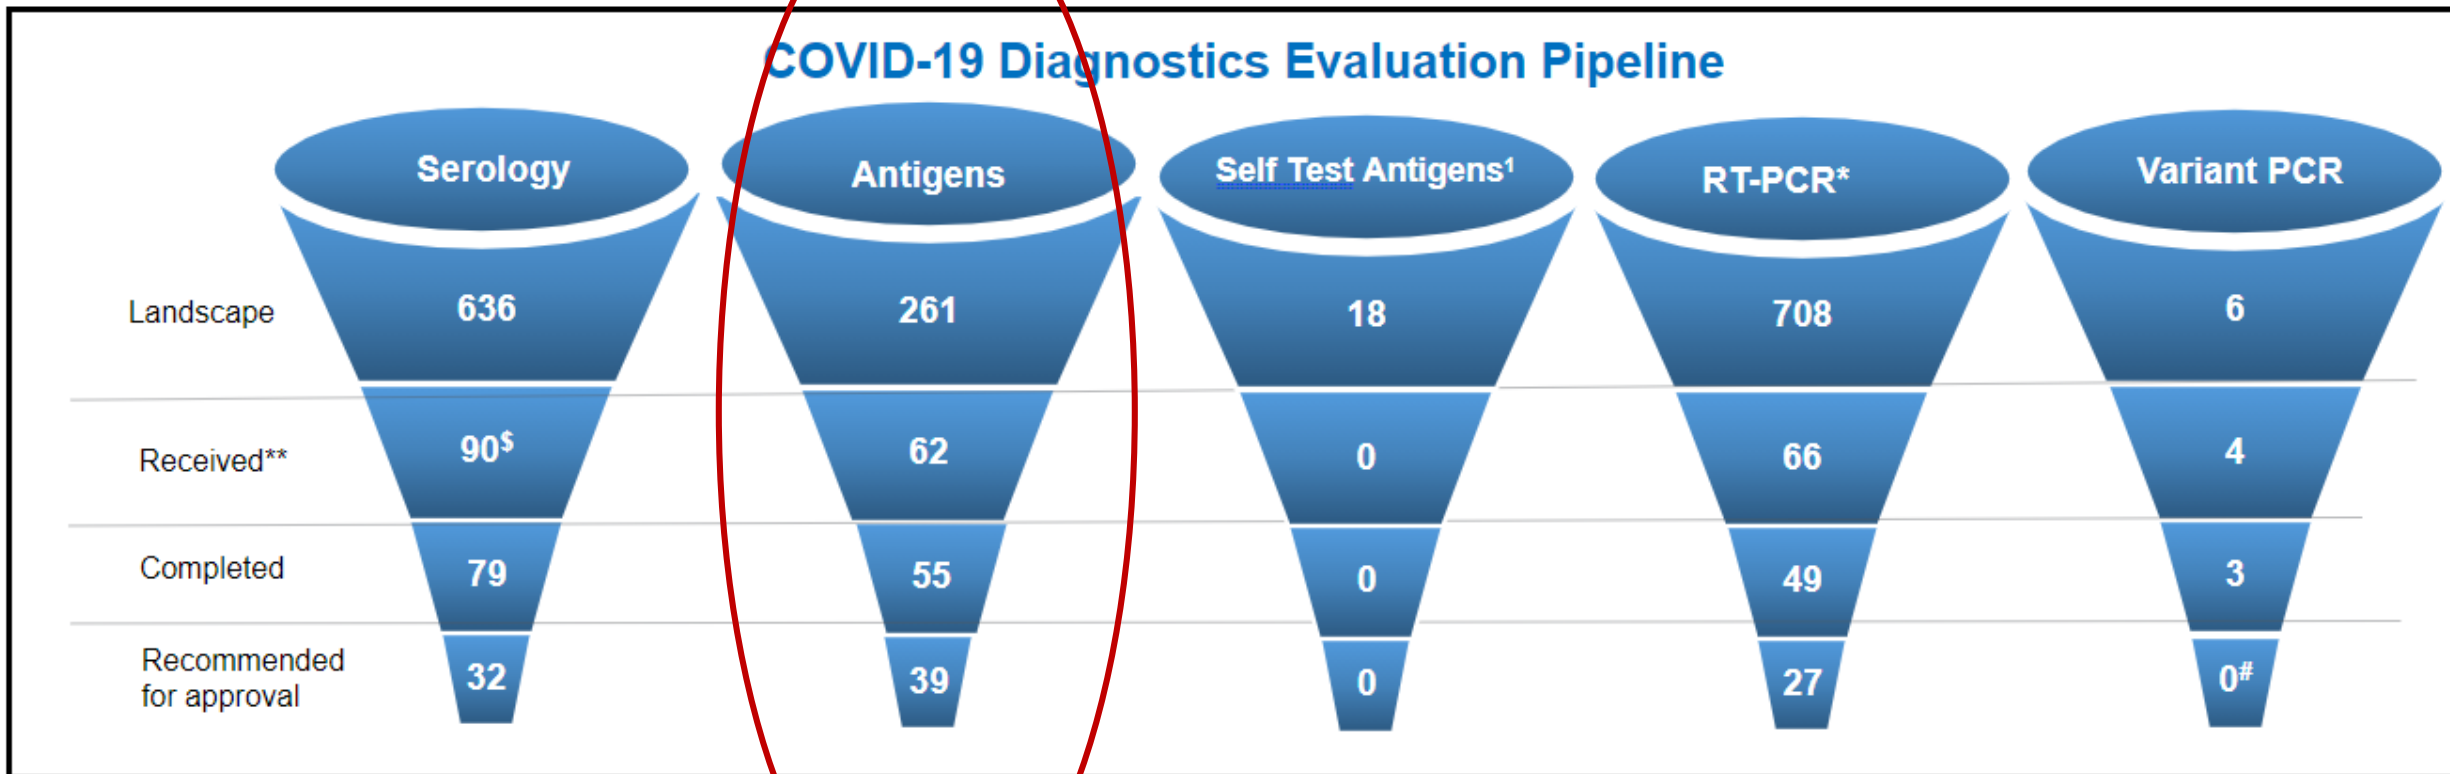 COVID-19 Diagnostics Evaluation Pipeline
Serology Antigens Self Test Antigens¹ RT-PCR* Variant PCR
Landscape 636 261 18 708 6
Received** 90$ 62 0 66 4
Completed 79 55 0 49 3
Recommended
for approval 32 39 0 27 0#